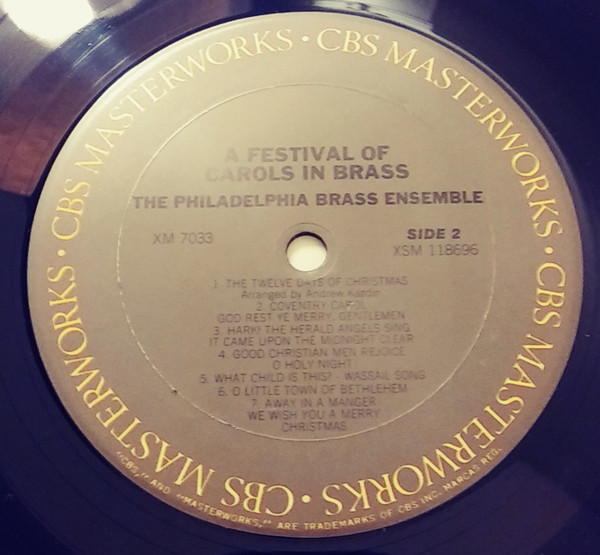 CBS MASTERWORKS · CBS MASTERWORKS · CBS MASTERWORKS · CBS MASTERWORKS ·
A FESTIVAL OF
CAROLS IN BRASS
THE PHILADELPHIA BRASS ENSEMBLE
XM 7033
SIDE 2
XSM 118696
1. THE TWELVE DAYS OF CHRISTMAS
Arranged by Andrew Kazdin
2. COVENTRY CAROL
GOD REST YE MERRY, GENTLEMEN
3. HARK! THE HERALD ANGELS SING
IT CAME UPON THE MIDNIGHT CLEAR
4. GOOD CHRISTIAN MEN REJOICE
O HOLY NIGHT
5. WHAT CHILD IS THIS? - WASSAIL SONG
6. O LITTLE TOWN OF BETHLEHEM
7. AWAY IN A MANGER
WE WISH YOU A MERRY
CHRISTMAS
"CBS," AND "MASTERWORKS," ARE TRADEMARKS OF CBS INC. MARCAS REG.